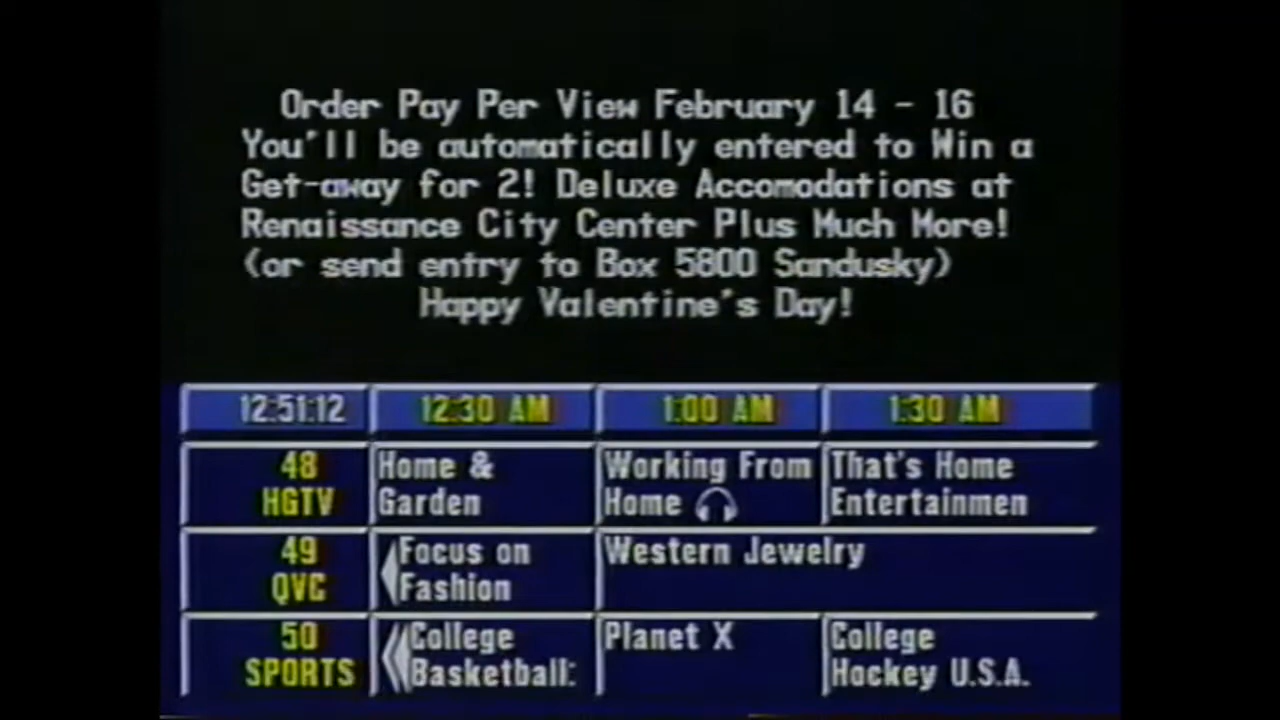 Order Pay Per View February 14 - 16
You'll be automatically entered to Win a
Get-away for 2! Deluxe Accomodations at
Renaissance City Center Plus Much More!
(or send entry to Box 5800 Sandusky)
Happy Valentine's Day!
12:51:12 12:30 AM 1:00 AM 1:30 AM
48 HGTV
Home &
Garden
Working From
Home
That's Home
Entertainmen
49 QVC
Focus on
Fashion
Western Jewelry
50 SPORTS
College
Basketball:
Planet X
College
Hockey U.S.A.